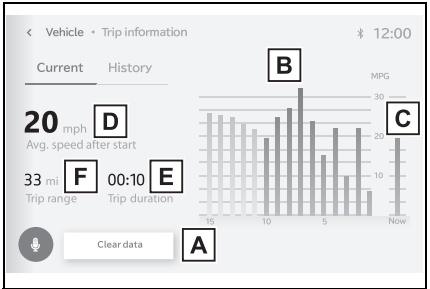 < Vehicle • Trip information 12:00
Current History
B
MPG
30
20 mph D
C
Avg. speed after start
20
33 mi F 00:10 E
Trip range Trip duration
10
15 10 5 Now
Clear data A